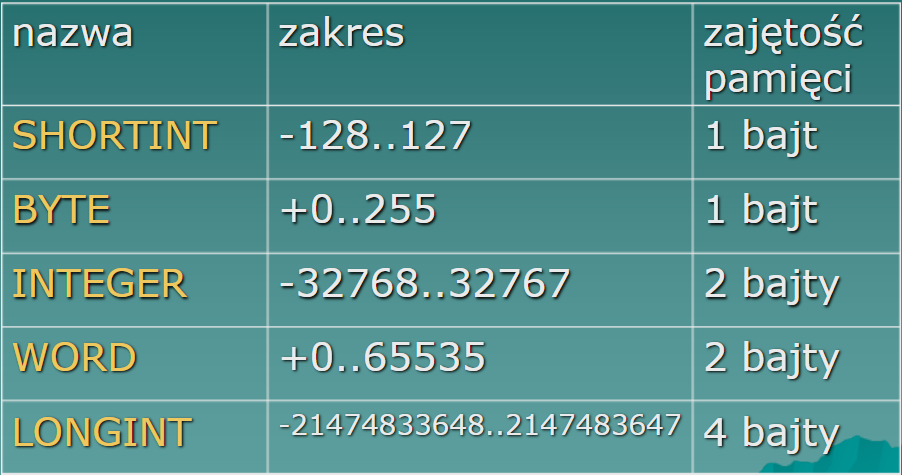 nazwa zakres zajętość
pamięci
SHORTINT -128..127 1 bajt
BYTE +0..255 1 bajt
INTEGER -32768..32767 2 bajty
WORD +0..65535 2 bajty
LONGINT -21474833648..2147483647 4 bajty